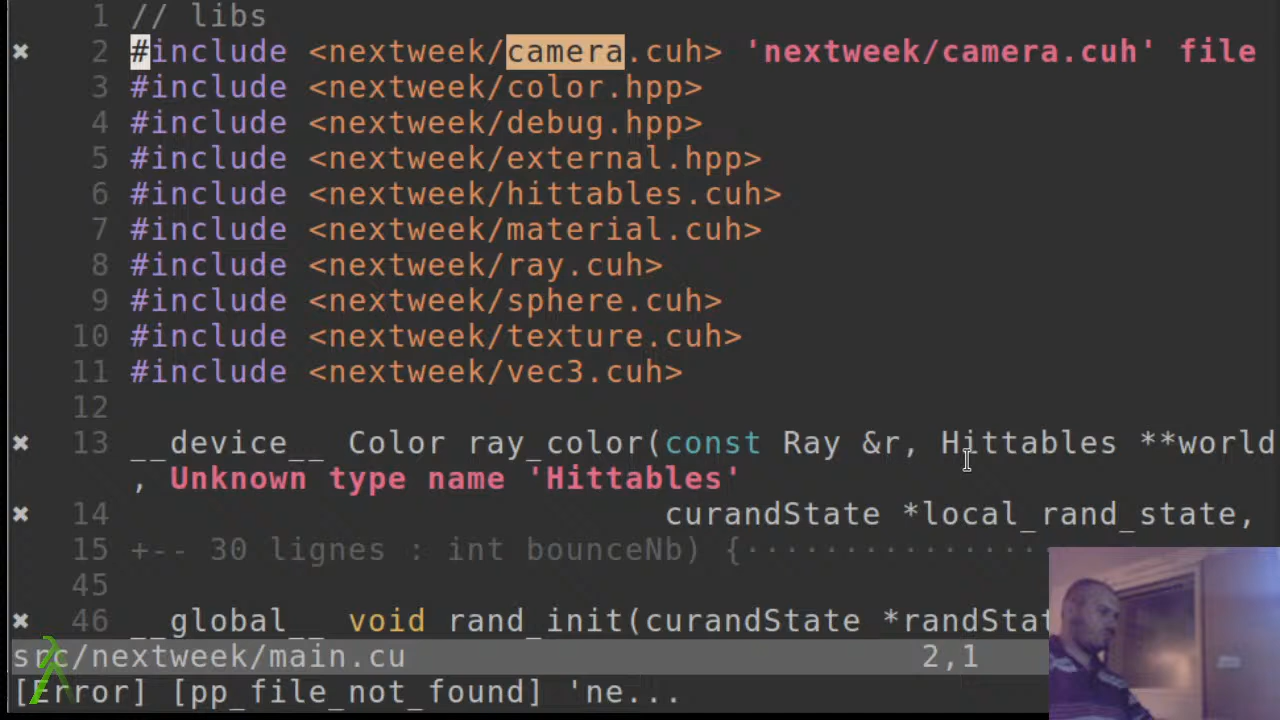 1 // libs
✖ 2 #include <nextweek/camera.cuh> 'nextweek/camera.cuh' file
3 #include <nextweek/color.hpp>
4 #include <nextweek/debug.hpp>
5 #include <nextweek/external.hpp>
6 #include <nextweek/hittables.cuh>
7 #include <nextweek/material.cuh>
8 #include <nextweek/ray.cuh>
9 #include <nextweek/sphere.cuh>
10 #include <nextweek/texture.cuh>
11 #include <nextweek/vec3.cuh>
12
✖ 13 __device__ Color ray_color(const Ray &r, Hittables **world
, Unknown type name 'Hittables'
✖ 14 curandState *local_rand_state,
15 +-- 30 lignes : int bounceNb) {················
45
✖ 46 __global__ void rand_init(curandState *randStat
src/nextweek/main.cu 2,1
[Error] [pp_file_not_found] 'ne...